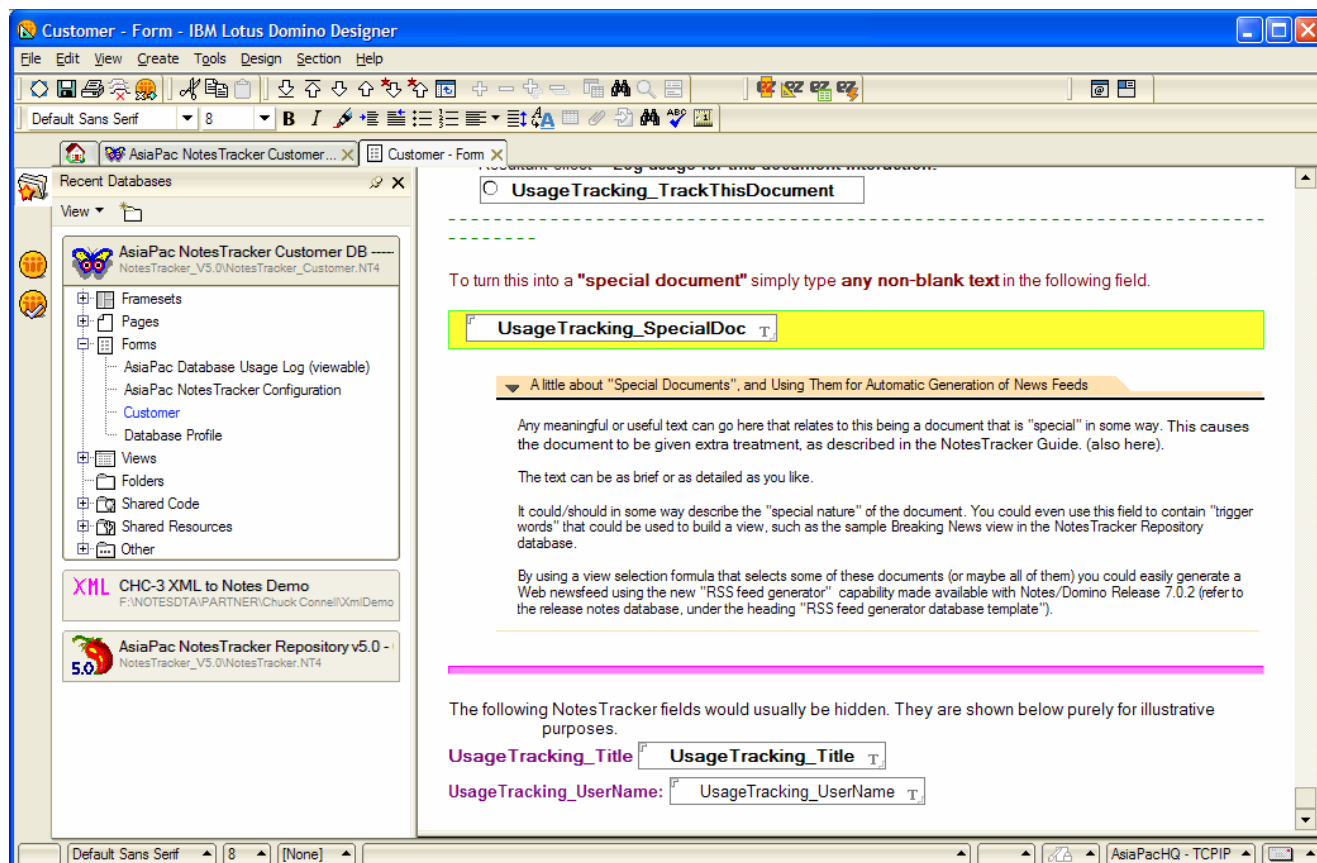 Customer - Form - IBM Lotus Domino Designer
File Edit View Create Tools Design Section Help
Default Sans Serif 8 B I
AsiaPac NotesTracker Customer... Customer - Form
Recent Databases
View
AsiaPac NotesTracker Customer DB -----
NotesTracker_V5.0\NotesTracker_Customer.NT4
Framesets
Pages
Forms
AsiaPac Database Usage Log (viewable)
AsiaPac NotesTracker Configuration
Customer
Database Profile
Views
Folders
Shared Code
Shared Resources
Other
XML CHC-3 XML to Notes Demo
F:\NOTESDTA\PARTNER\Chuck Connell\XmlDemo
AsiaPac NotesTracker Repository v5.0 -
5.0 NotesTracker_V5.0\NotesTracker.NT4
Log usage for this document interaction.
UsageTracking_TrackThisDocument
To turn this into a "special document" simply type any non-blank text in the following field.
UsageTracking_SpecialDoc T
A little about "Special Documents", and Using Them for Automatic Generation of News Feeds
Any meaningful or useful text can go here that relates to this being a document that is "special" in some way. This causes
the document to be given extra treatment, as described in the NotesTracker Guide. (also here).
The text can be as brief or as detailed as you like.
It could/should in some way describe the "special nature" of the document. You could even use this field to contain "trigger
words" that could be used to build a view, such as the sample Breaking News view in the NotesTracker Repository
database.
By using a view selection formula that selects some of these documents (or maybe all of them) you could easily generate a
Web newsfeed using the new "RSS feed generator" capability made available with Notes/Domino Release 7.0.2 (refer to
the release notes database, under the heading "RSS feed generator database template").
The following NotesTracker fields would usually be hidden. They are shown below purely for illustrative
purposes.
UsageTracking_Title UsageTracking_Title T
UsageTracking_UserName: UsageTracking_UserName T
Default Sans Serif 8 [None] AsiaPacHQ - TCPIP